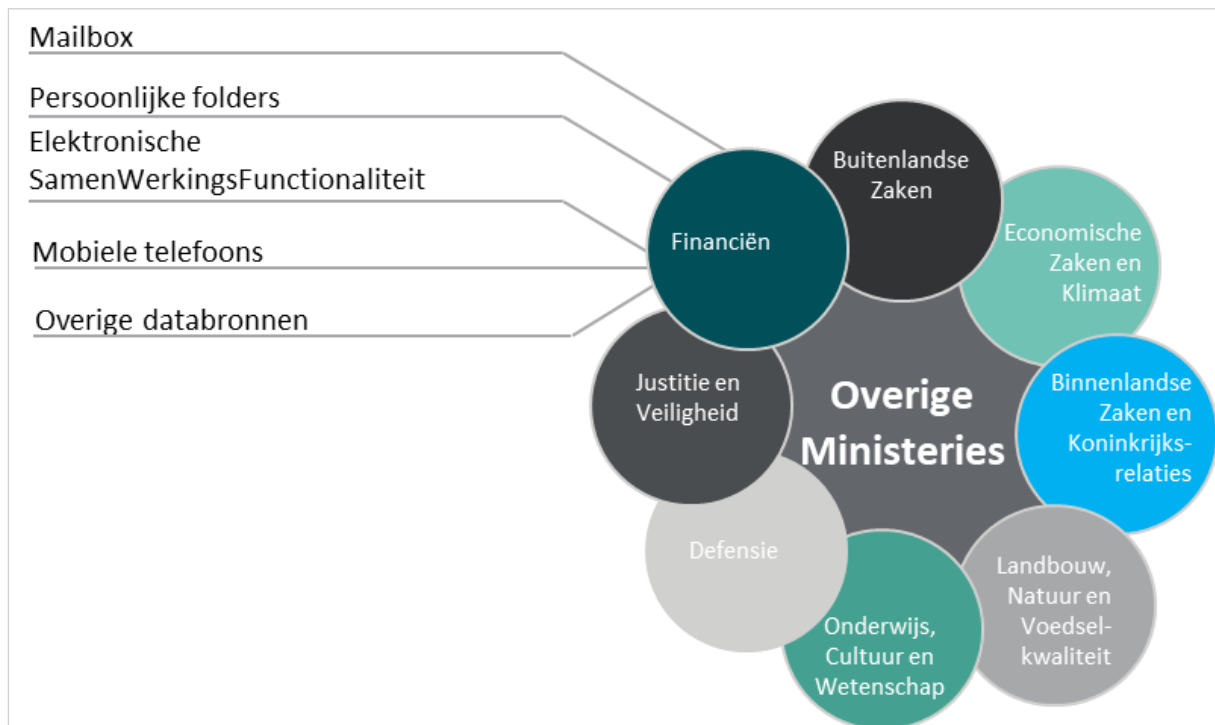 Mailbox
Persoonlijke folders
Elektronische
SamenWerkingsFunctionaliteit
Mobiele telefoons
Overige databronnen
Buitenlandse
Zaken
Financiën
Economische
Zaken en
Klimaat
Justitie en
Veiligheid
Overige
Ministeries
Binnenlandse
Zaken en
Koninkrijks-
relaties
Defensie
Landbouw,
Natuur en
Voedsel-
kwaliteit
Onderwijs,
Cultuur en
Wetenschap